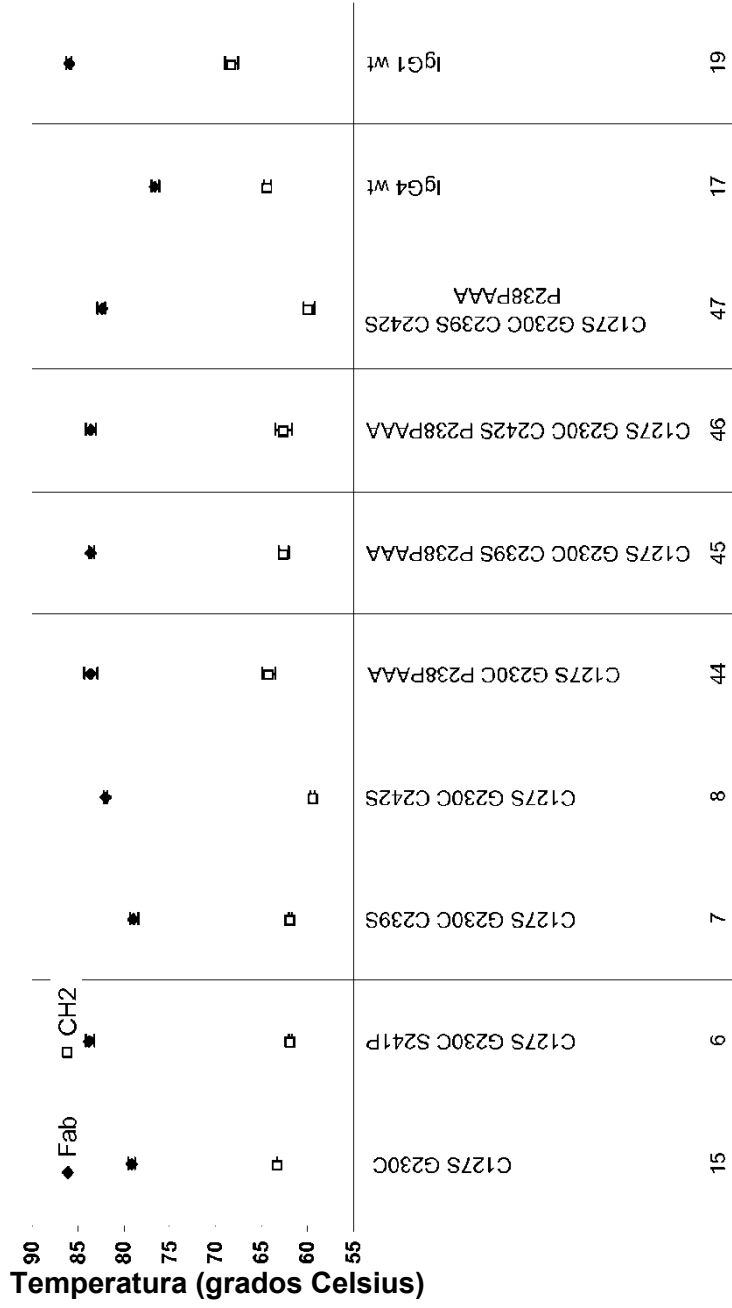 90
85
80
75
70
65
60
55
Temperatura (grados Celsius)
Fab
CH2
C127S G230C
15
C127S G230C S241P
6
C127S G230C C239S
7
C127S G230C C242S
8
C127S G230C P238PAAA
44
C127S G230C C239S P238PAAA
45
C127S G230C C242S P238PAAA
46
C127S G230C C239S C242S
P238PAAA
47
IgG4 wt
17
IgG1 wt
19